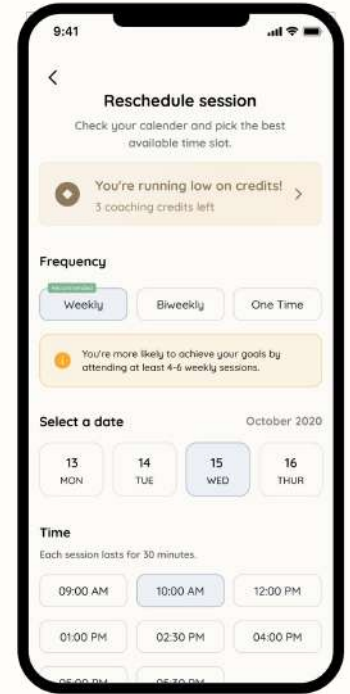 9:41
Reschedule session
Check your calender and pick the best
available time slot.
You're running low on credits!
3 coaching credits left
Frequency
Weekly
Biweekly
One Time
You're more likely to achieve your goals by
attending at least 4-6 weekly sessions.
Select a date
October 2020
13
14
15
16
MON
TUE
WED
THUR
Time
Each session lasts for 30 minutes.
09:00 AM
10:00 AM
12:00 PM
01:00 PM
02:30 PM
04:00 PM